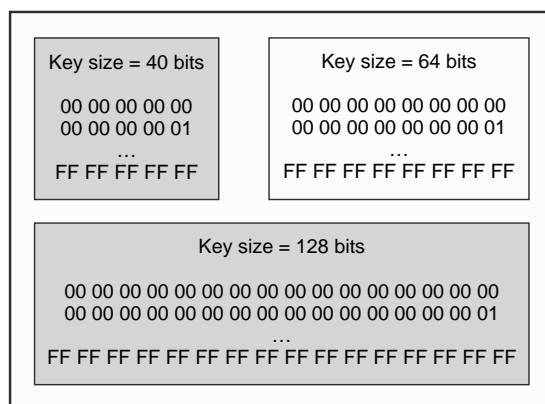 Key size = 40 bits
00 00 00 00 00
00 00 00 00 01
…
FF FF FF FF FF
Key size = 64 bits
00 00 00 00 00 00 00 00
00 00 00 00 00 00 00 01
…
FF FF FF FF FF FF FF FF
Key size = 128 bits
00 00 00 00 00 00 00 00 00 00 00 00 00 00 00 00
00 00 00 00 00 00 00 00 00 00 00 00 00 00 00 01
…
FF FF FF FF FF FF FF FF FF FF FF FF FF FF FF FF